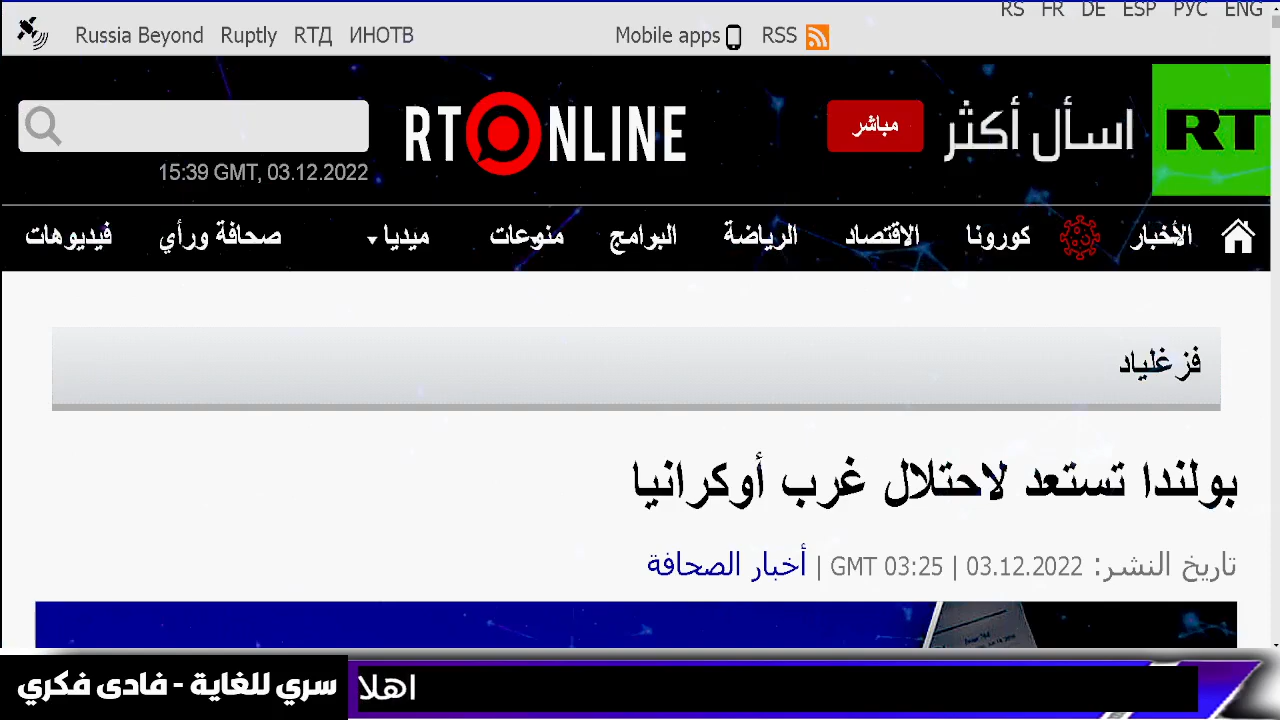 RS FR DE ESP РУС ENG
Russia Beyond Ruptly RTД ИНОТВ Mobile apps RSS
RT اسأل أكثر مباشر
RT ONLINE
15:39 GMT, 03.12.2022
الأخبار كورونا الاقتصاد الرياضة البرامج منوعات ميديا صحافة ورأي فيديوهات
فزغلياد
بولندا تستعد لاحتلال غرب أوكرانيا
تاريخ النشر: 03.12.2022 | 03:25 GMT | أخبار الصحافة
سري للغاية - فادى فكري
اهلا